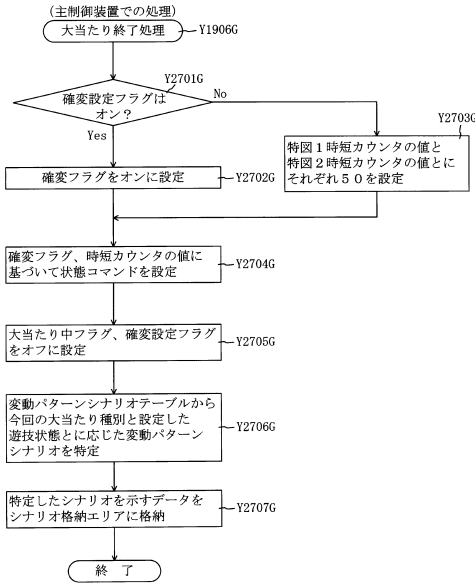 (主制御装置での処理)
大当たり終了処理
Y1906G
Y2701G
確変設定フラグは
オン?
No
Yes
Y2703G
特図1時短カウンタの値と
特図2時短カウンタの値とに
それぞれ50を設定
確変フラグをオンに設定
Y2702G
確変フラグ、時短カウンタの値に
基づいて状態コマンドを設定
Y2704G
大当たり中フラグ、確変設定フラグ
をオフに設定
Y2705G
変動パターンシナリオテーブルから
今回の大当たり種別と設定した
遊技状態とに応じた変動パターン
シナリオを特定
Y2706G
特定したシナリオを示すデータを
シナリオ格納エリアに格納
Y2707G
終 了